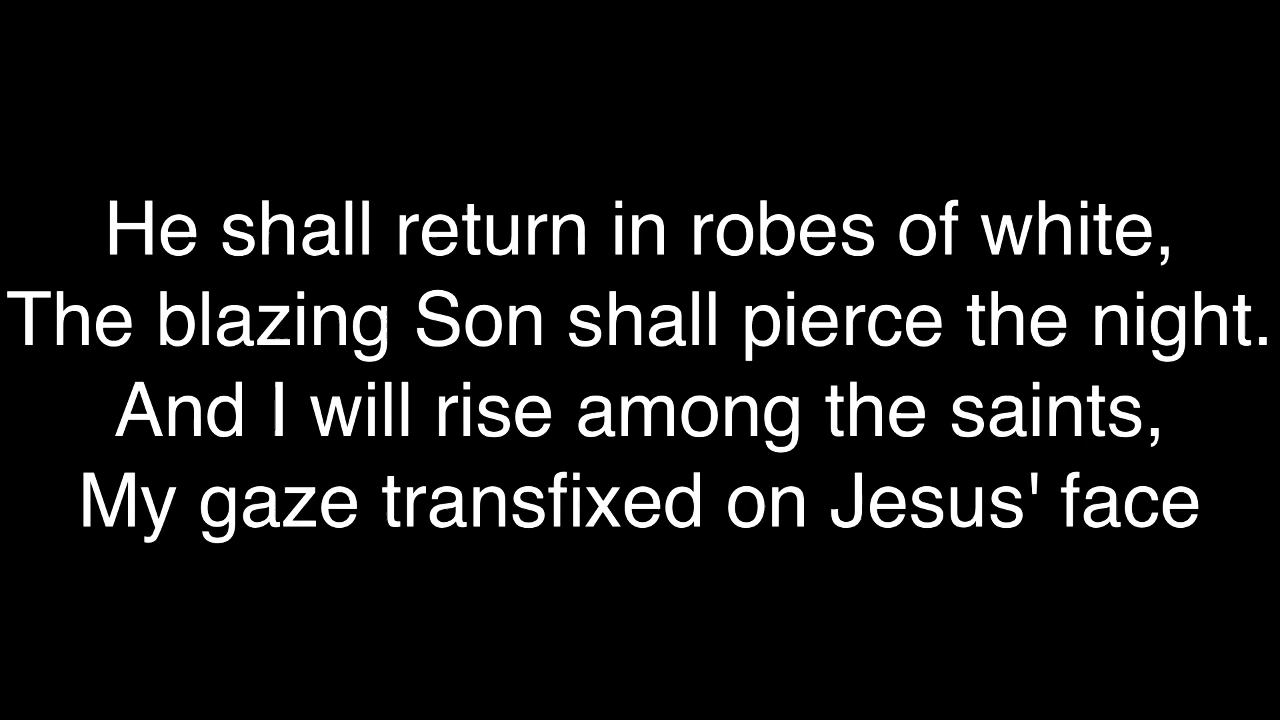 He shall return in robes of white,
The blazing Son shall pierce the night.
And I will rise among the saints,
My gaze transfixed on Jesus' face